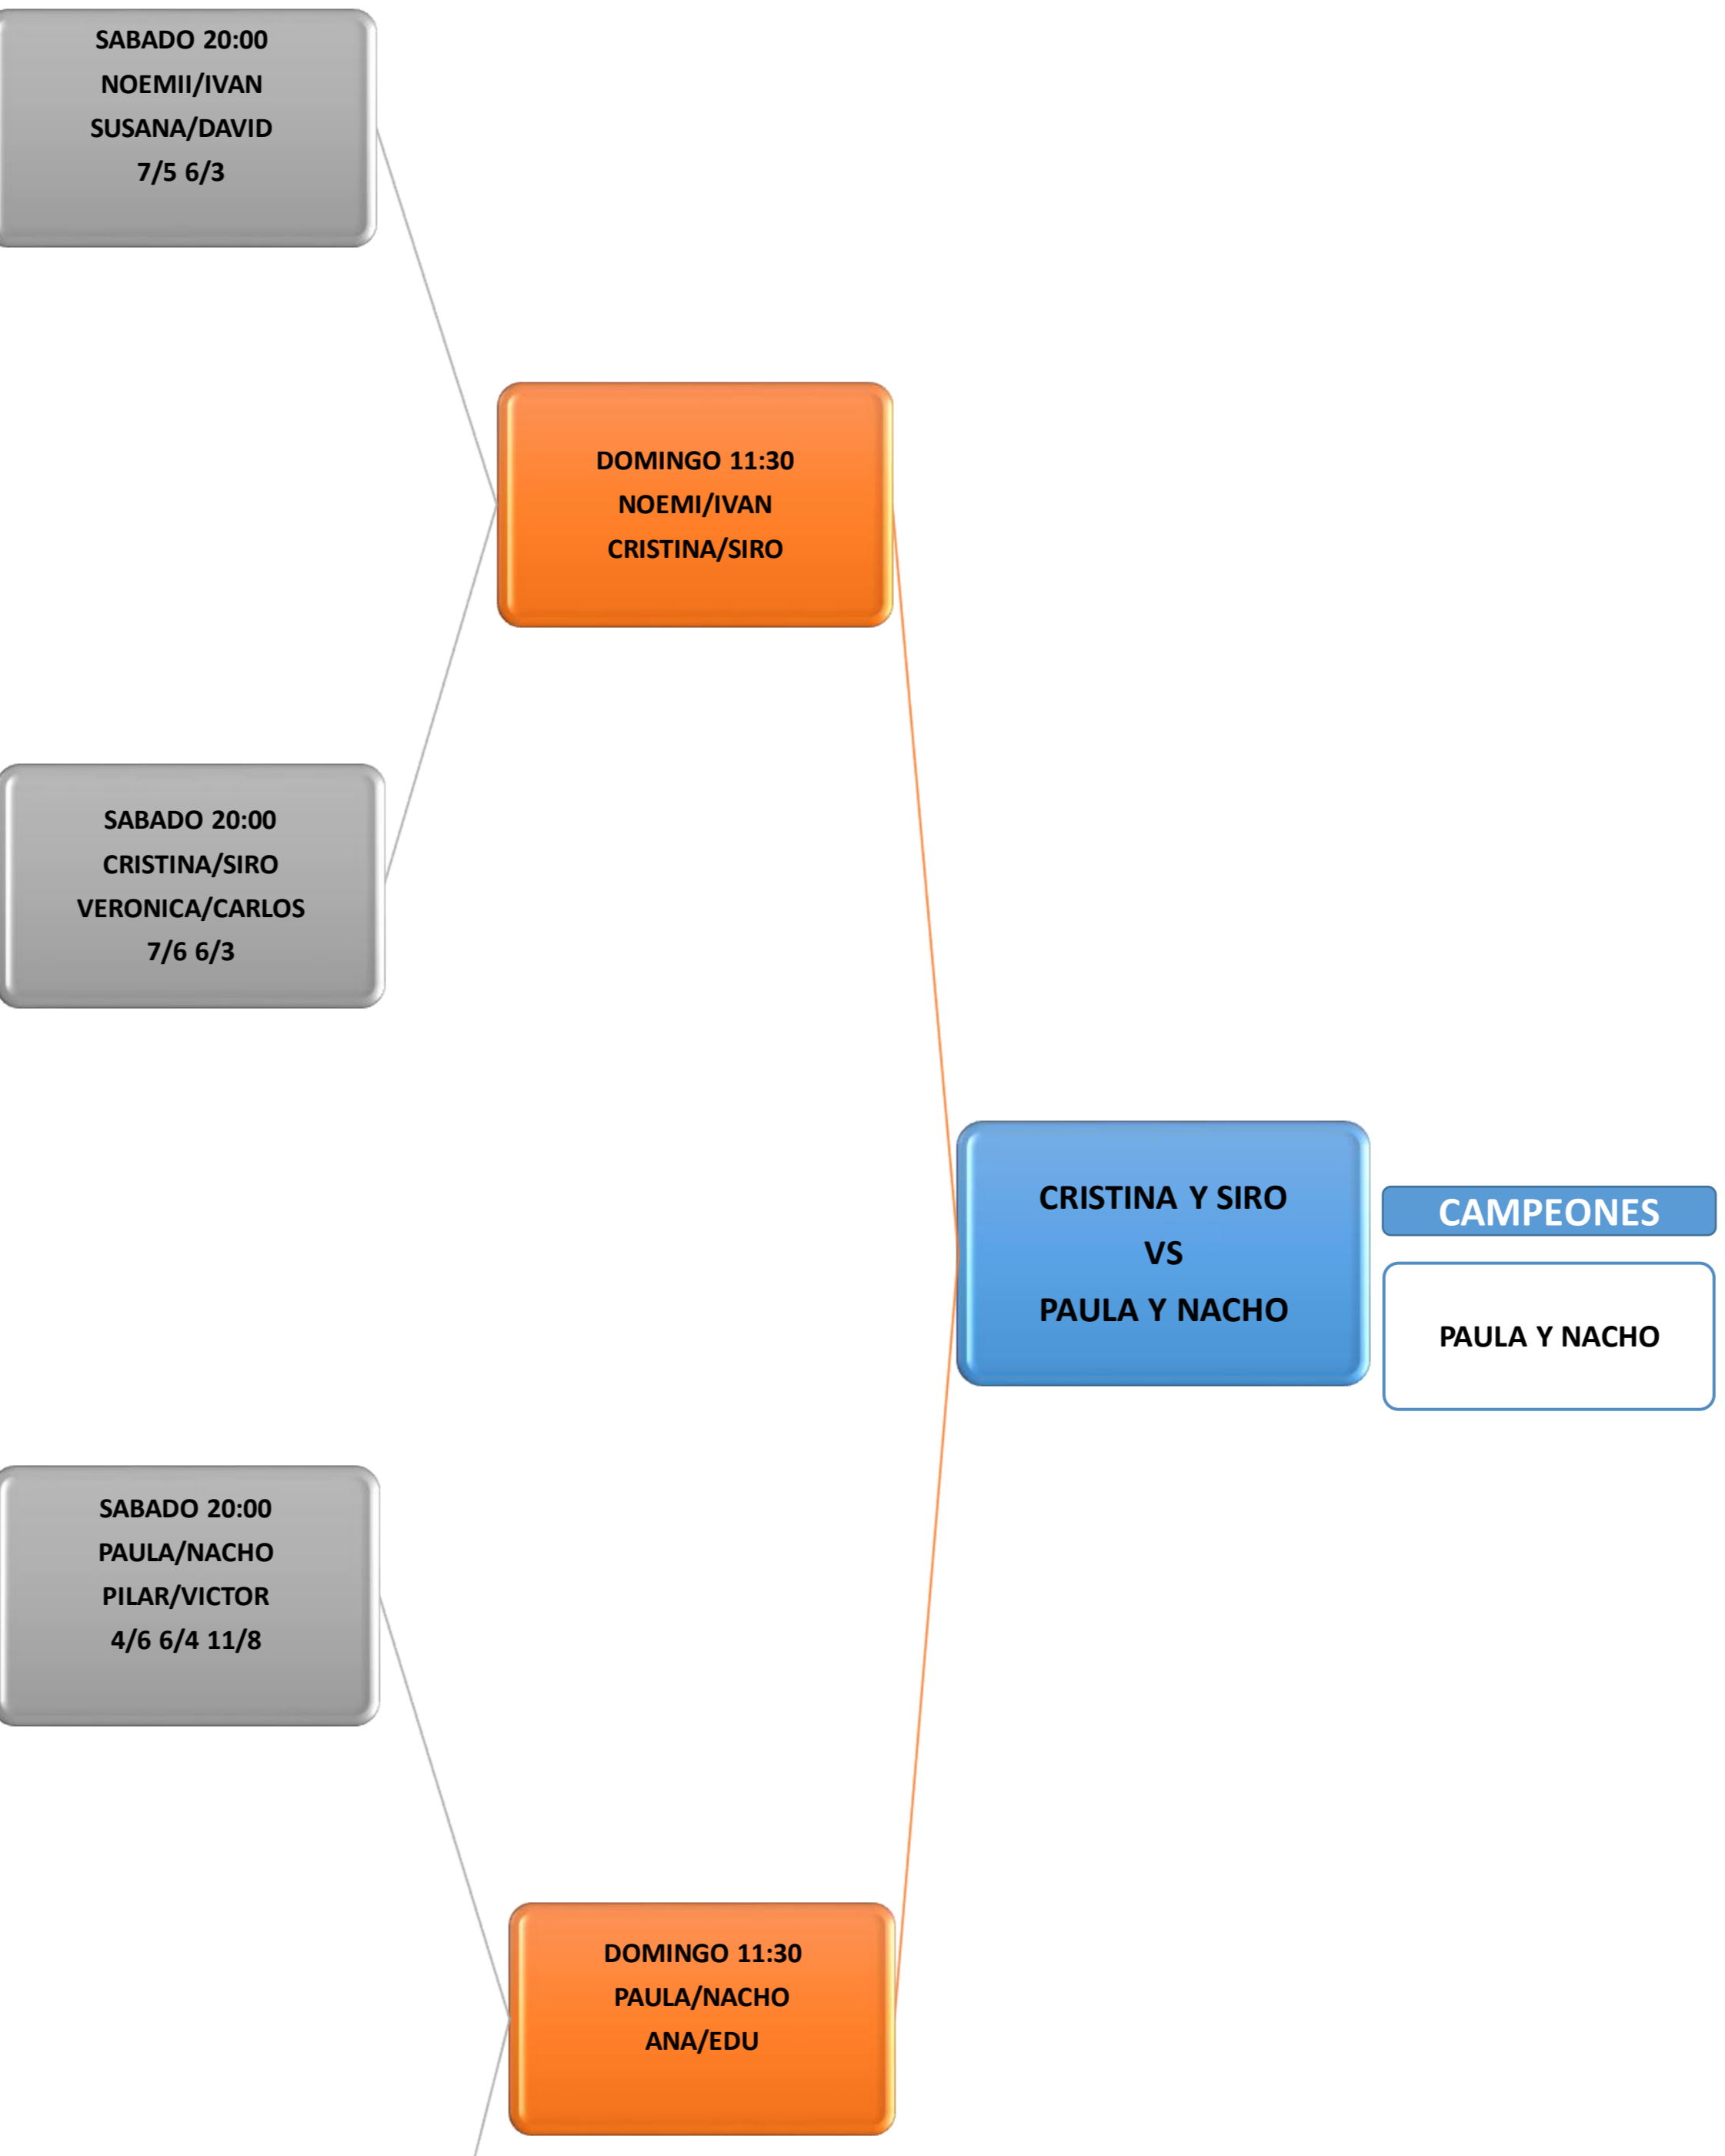 SABADO 20:00
NOEMII/IVAN
SUSANA/DAVID
7/5 6/3
DOMINGO 11:30
NOEMI/IVAN
CRISTINA/SIRO
SABADO 20:00
CRISTINA/SIRO
VERONICA/CARLOS
7/6 6/3
CRISTINA Y SIRO
VS
PAULA Y NACHO
CAMPEONES
PAULA Y NACHO
SABADO 20:00
PAULA/NACHO
PILAR/VICTOR
4/6 6/4 11/8
DOMINGO 11:30
PAULA/NACHO
ANA/EDU